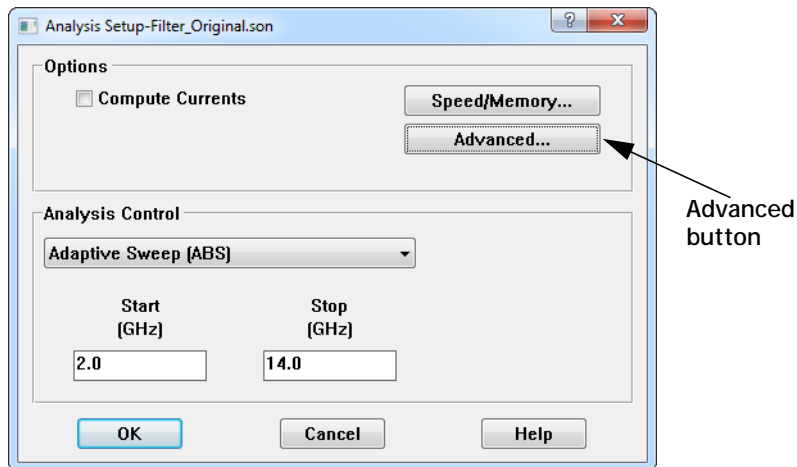 Analysis Setup-Filter_Original.son
? X
Options
Compute Currents
Speed/Memory...
Advanced...
Advanced
button
Analysis Control
Adaptive Sweep (ABS)
Start Stop
(GHz) (GHz)
2.0 14.0
OK Cancel Help